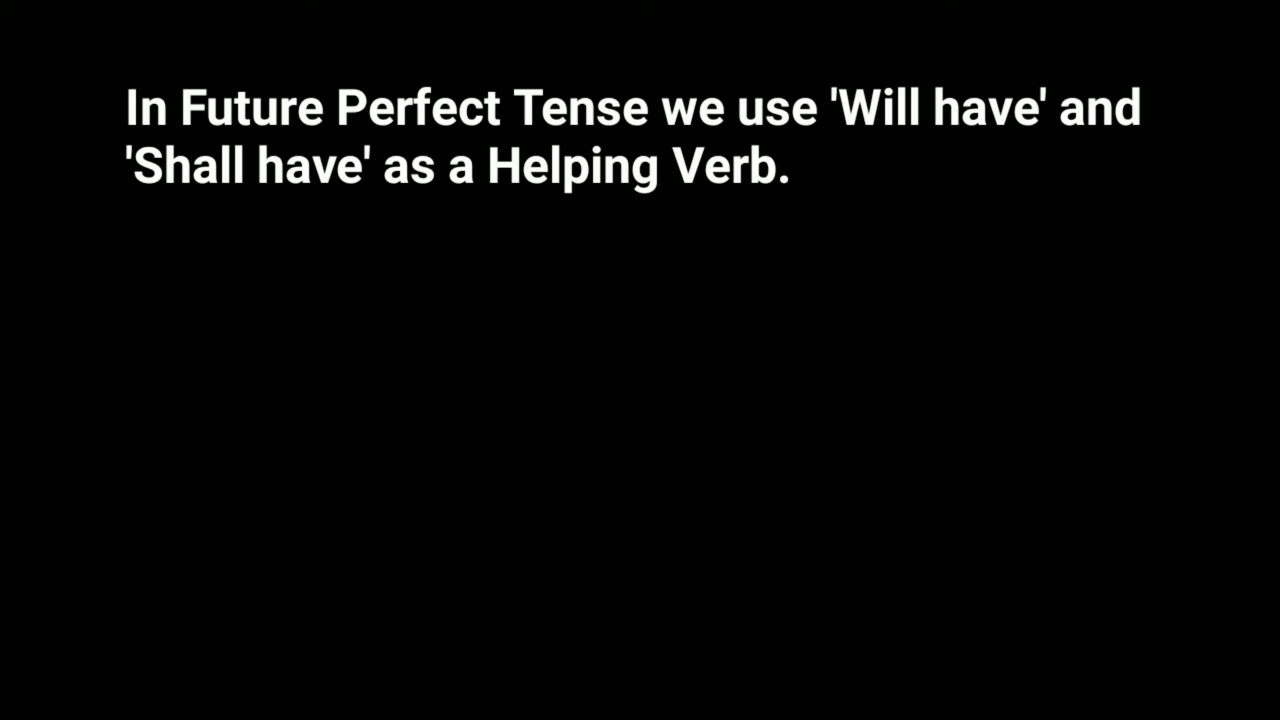 In Future Perfect Tense we use 'Will have' and
'Shall have' as a Helping Verb.